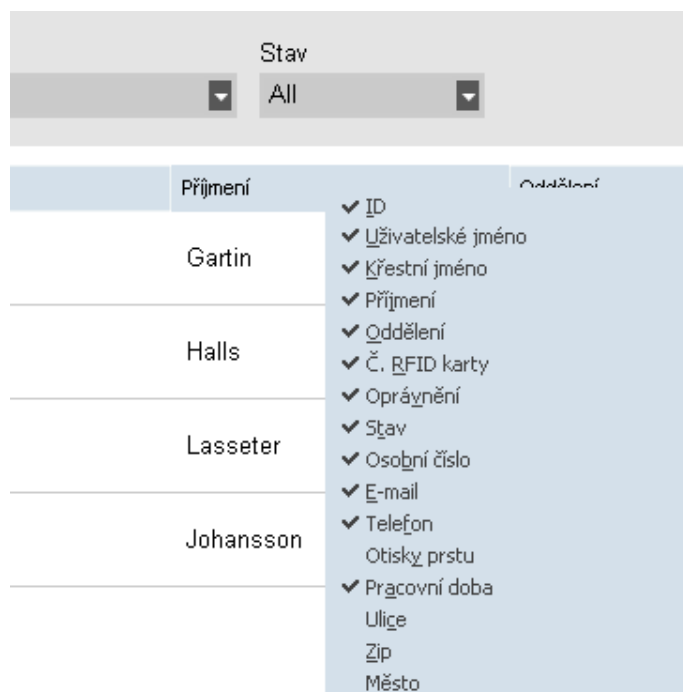 Stav
All
Příjmení
Oddělení
Gartin
Halls
Lasseter
Johansson
ID
Uživatelské jméno
Křestní jméno
Příjmení
Oddělení
Č. RFID karty
Oprávnění
Stav
Osobní číslo
E-mail
Telefon
Otisky prstu
Pracovní doba
Ulice
Zip
Město